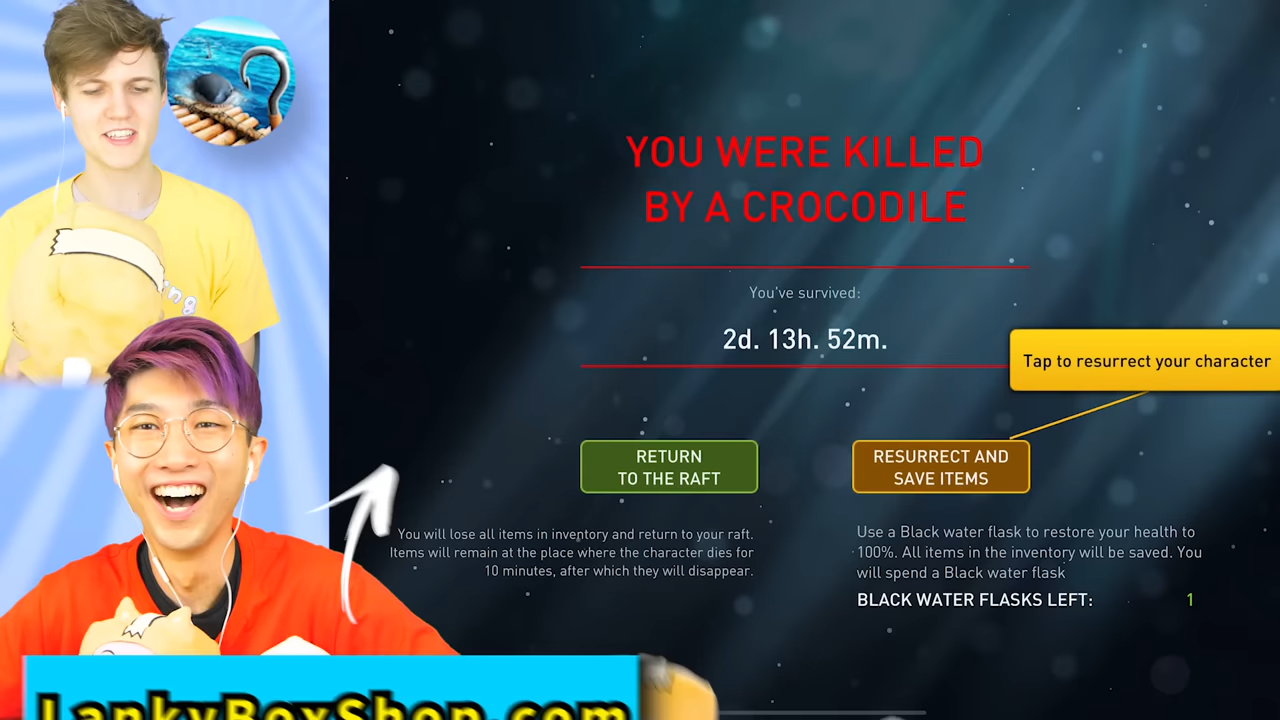 YOU WERE KILLED
BY A CROCODILE
You've survived:
2d. 13h. 52m.
Tap to resurrect your character
RETURN
TO THE RAFT
RESURRECT AND
SAVE ITEMS
You will lose all items in inventory and return to your raft.
Items will remain at the place where the character dies for
10 minutes, after which they will disappear.
Use a Black water flask to restore your health to
100%. All items in the inventory will be saved. You
will spend a Black water flask
BLACK WATER FLASKS LEFT: 1
LankyBoxShop.com